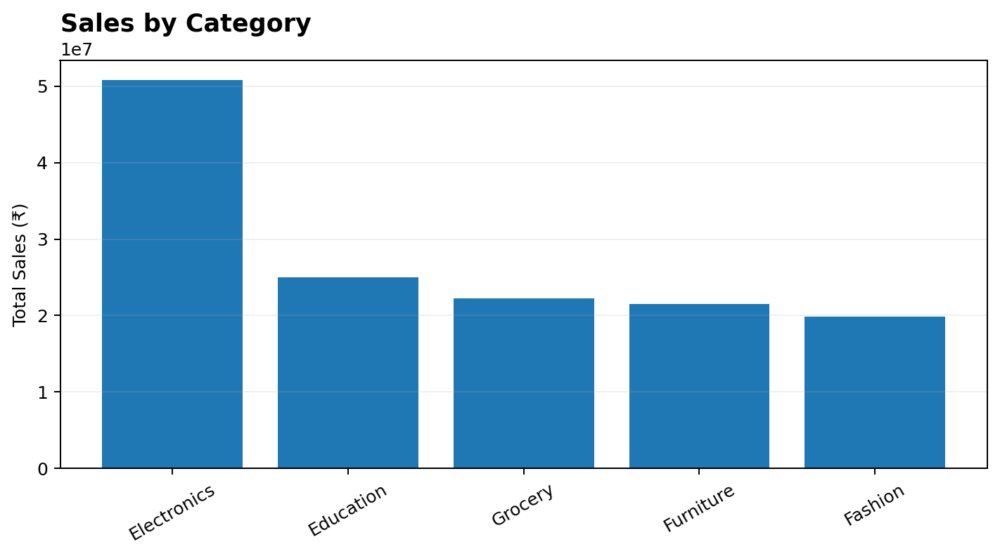 Sales by Category
1e7
Total Sales (₹)
5
4
3
2
1
0
Electronics
Education
Grocery
Furniture
Fashion